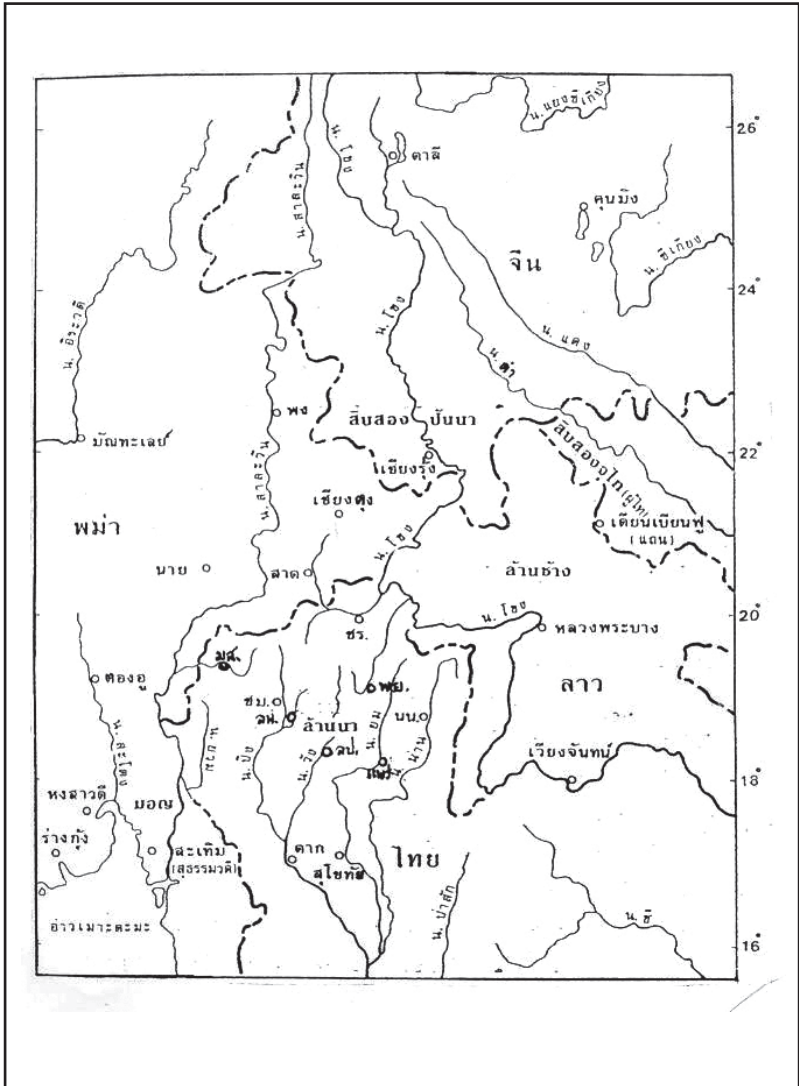 น. แยงซีเกียง
26°
น. โขง
ตาลี
น. สาละวิน
คุนมิง
น. ซีเกียง
จีน
24°
น. อิระวดี
น. โขง
น. แดง
น. ดำ
พง
สิบสอง ปันนา
มัณฑะเลย์
22°
เชียงรุ่ง
สิบสองจุไท (ผู้ไท)
น. สาละวิน
เชียงตุง
เดียนเบียนฟู
(แถน)
พม่า
น. โขง
นาย
สาด
ล้านช้าง
20°
น. โขง
ชร.
หลวงพระบาง
มส.
ตองอู
พย.
ลาว
ชม.
ลพ.
ล้านนา
น. ยม
นน.
น. ยวม
น. ปิง
น. วัง
ลป.
น. น่าน
น. สะโตง
แพร่
เวียงจันทน์
18°
หงสาวดี
มอญ
ร่างกุ้ง
สะเทิม
(สุธรรมวดี)
ตาก
สุโขทัย
ไทย
น. ป่าสัก
น. ชี
อ่าวเมาะตะมะ
16°